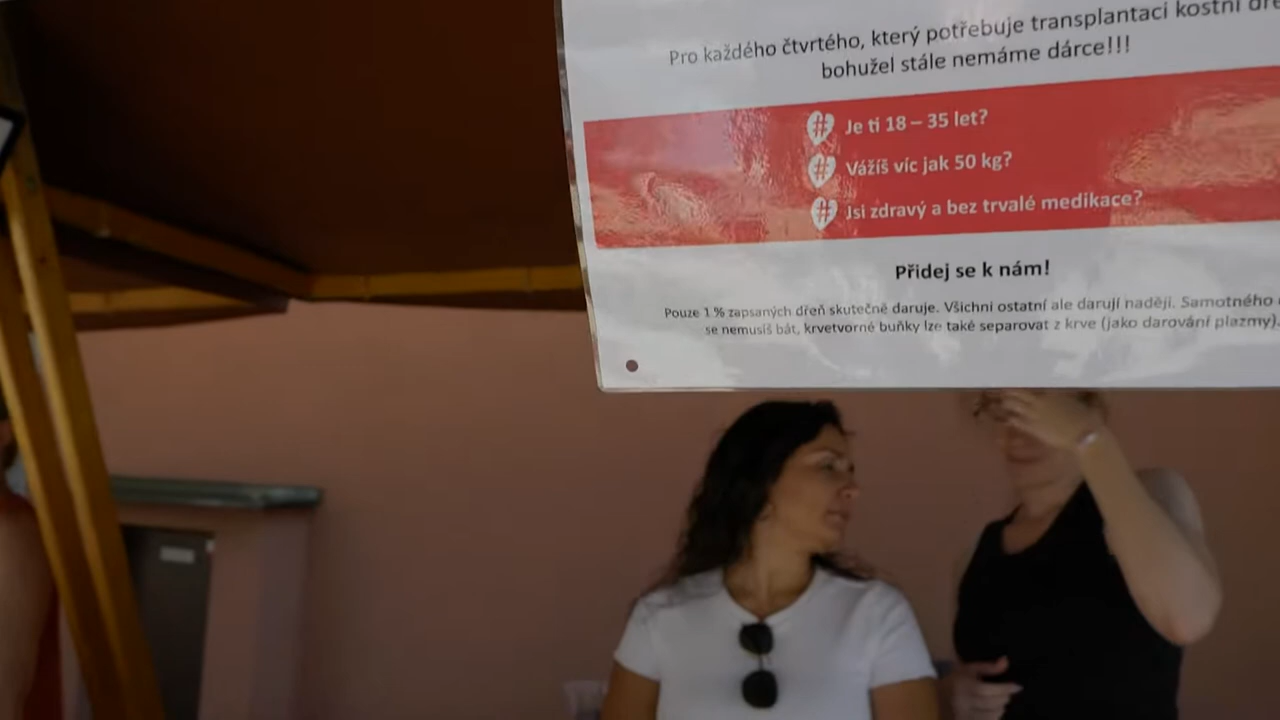 Pro každého čtvrtého, který potřebuje transplantaci kostní
bohužel stále nemáme dárce!!!
Je ti 18 – 35 let?
Vážíš víc jak 50 kg?
Jsi zdravý a bez trvalé medikace?
Přidej se k nám!
Pouze 1 % zapsaných dřeň skutečně daruje. Všichni ostatní ale darují naději. Samotného
se nemusíš bát, krvetvorné buňky lze také separovat z krve (jako darování plazmy).